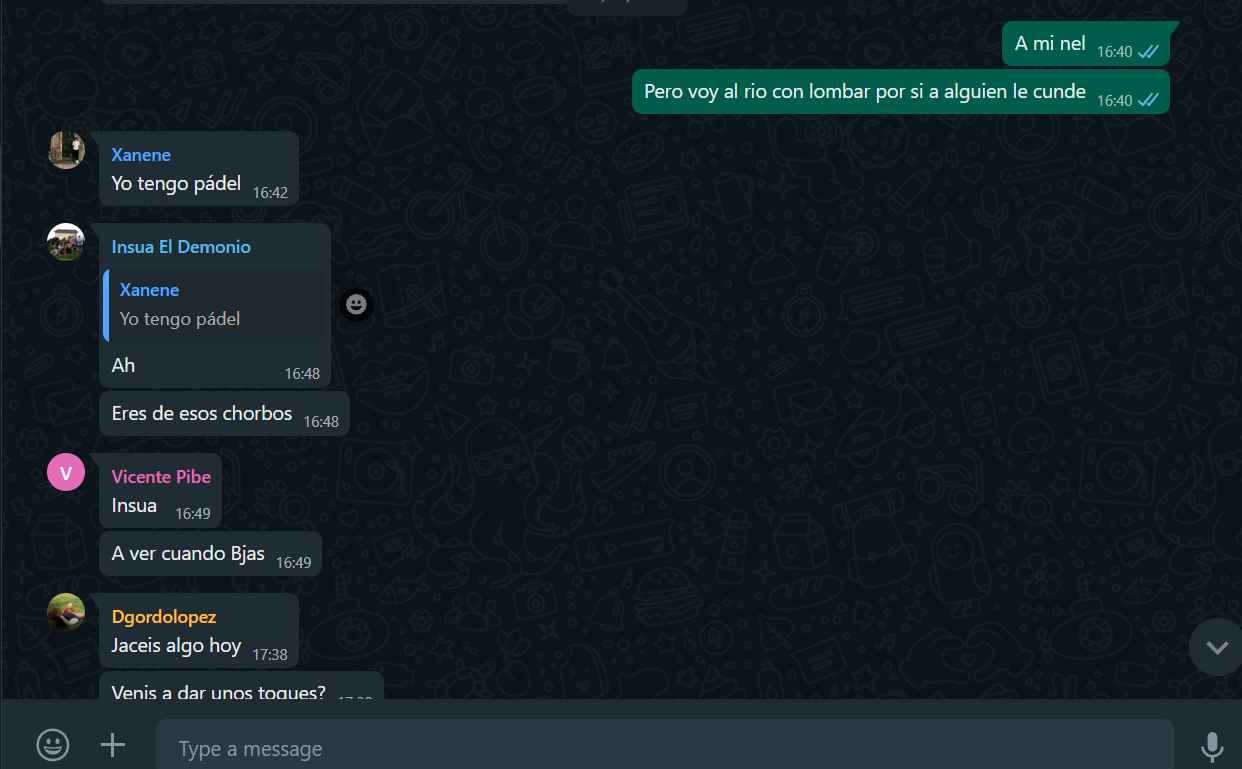 A mi nel 16:40
Pero voy al rio con lombar por si a alguien le cunde 16:40
Xanene
Yo tengo pádel 16:42
Insua El Demonio
Xanene
Yo tengo pádel
Ah 16:48
Eres de esos chorbos 16:48
V
Vicente Pibe
Insua 16:49
A ver cuando Bjas 16:49
Dgordolopez
Jaceis algo hoy 17:38
Venis a dar unos toques?
Type a message